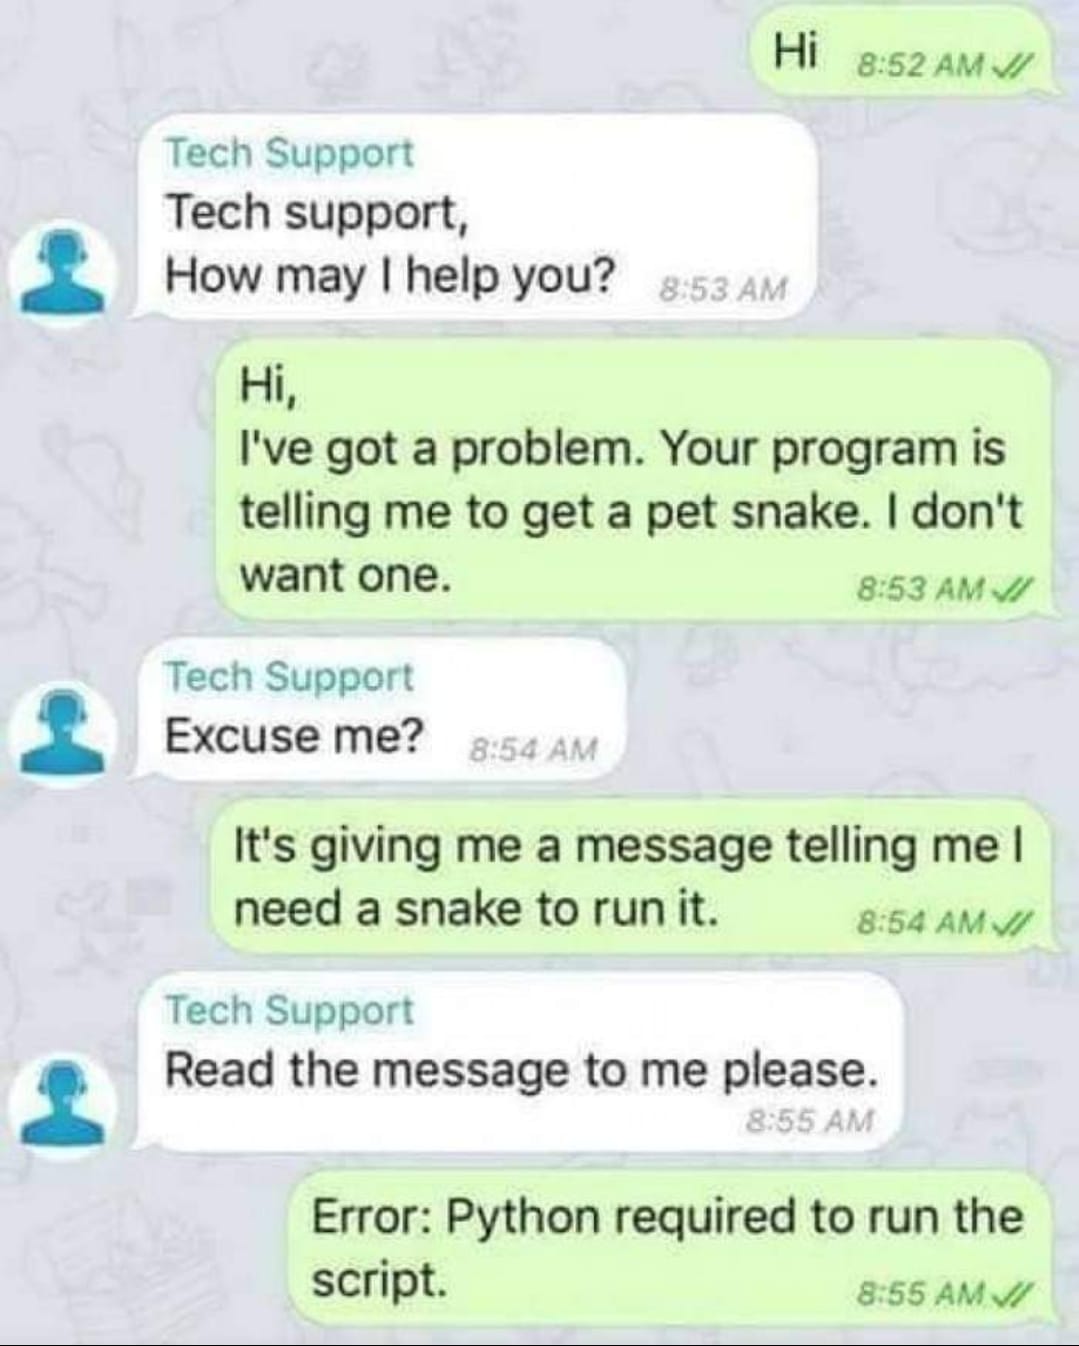 Hi 8:52 AM
Tech Support
Tech support,
How may I help you? 8:53 AM
Hi,
I've got a problem. Your program is
telling me to get a pet snake. I don't
want one. 8:53 AM
Tech Support
Excuse me? 8:54 AM
It's giving me a message telling me I
need a snake to run it. 8:54 AM
Tech Support
Read the message to me please.
8:55 AM
Error: Python required to run the
script. 8:55 AM